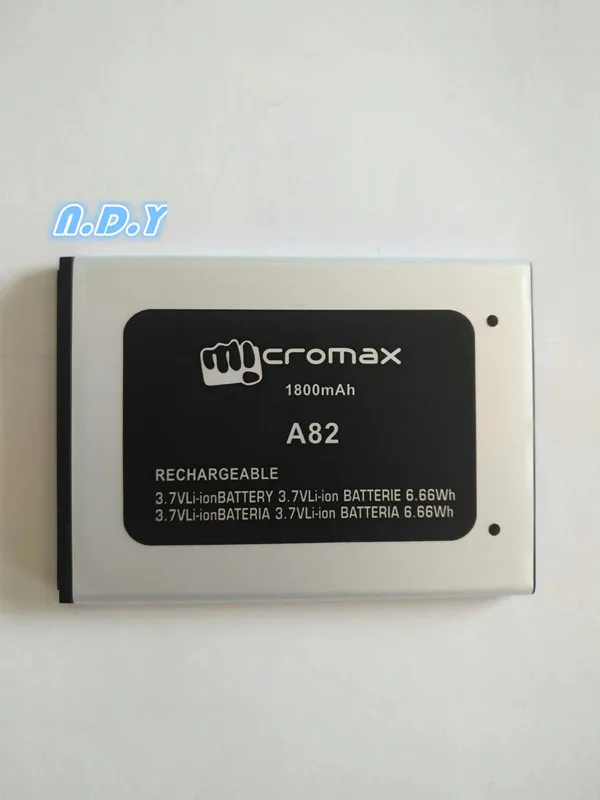 N.D.Y
micromax
1800mAh
A82
RECHARGEABLE
3.7VLi-ionBATTERY 3.7VLi-ion BATTERIE 6.66Wh
3.7VLi-ionBATERIA 3.7VLi-ion BATTERIA 6.66Wh